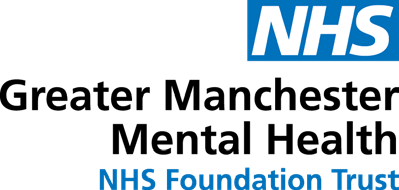 NHS
Greater Manchester
Mental Health
NHS Foundation Trust